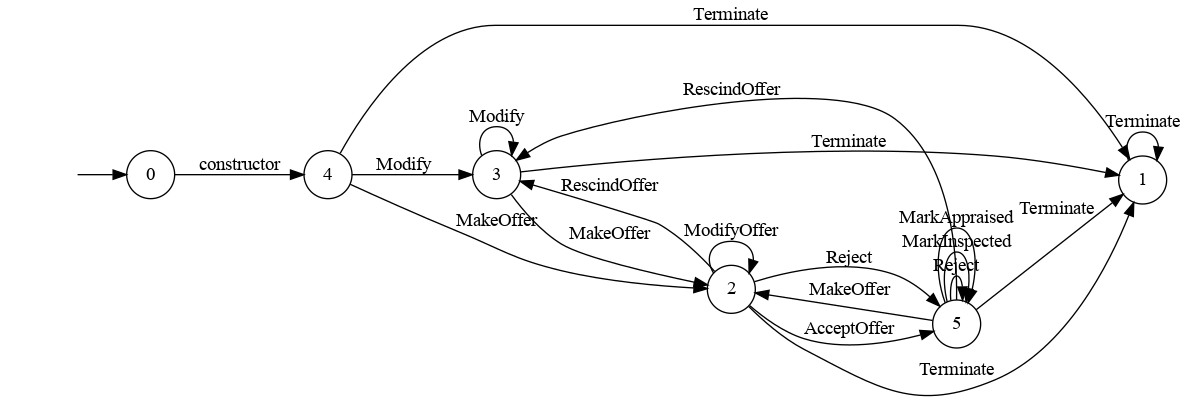 Terminate
RescindOffer
Modify
Terminate
Terminate
constructor
Modify
0
4
3
1
RescindOffer
MakeOffer
MakeOffer
ModifyOffer
MarkAppraised
Terminate
MarkInspected
Reject
Reject
2
MakeOffer
AcceptOffer
5
Terminate